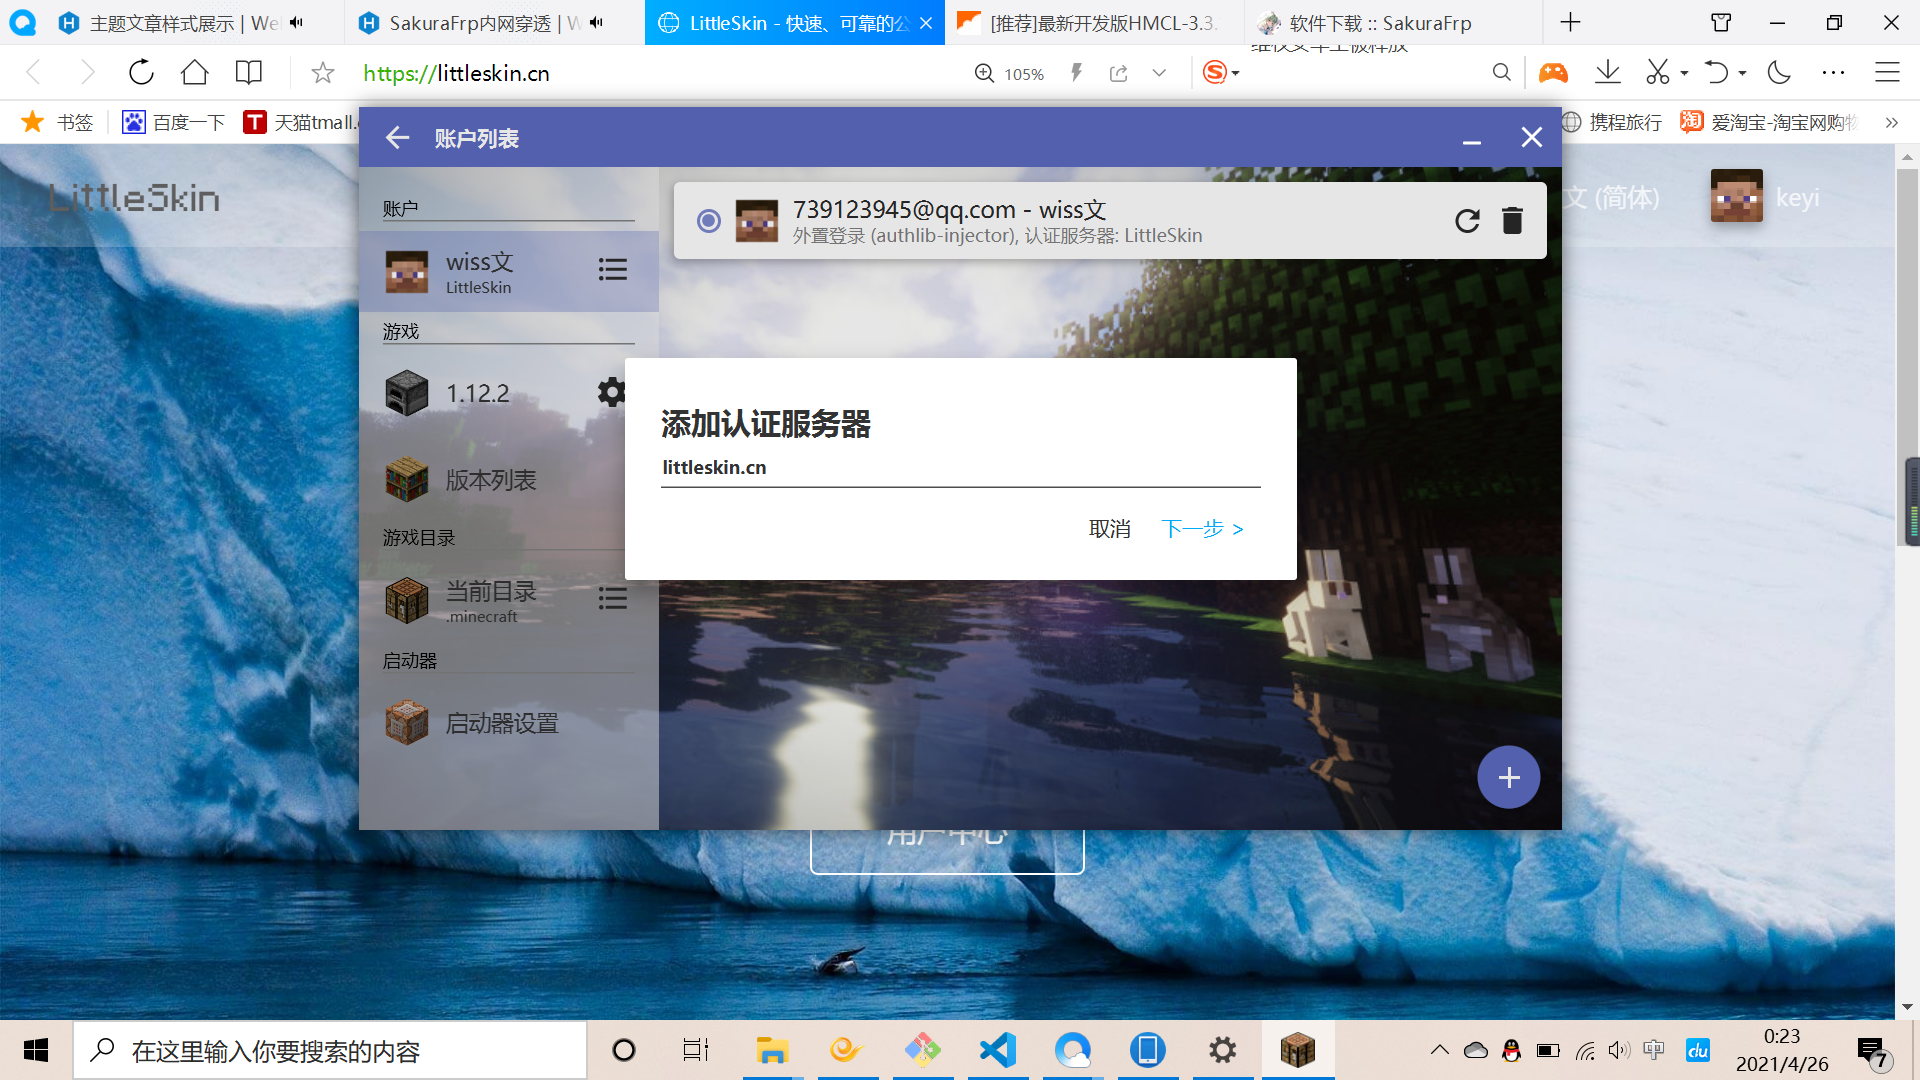 主题文章样式展示 | We
SakuraFrp内网穿透 | W
LittleSkin - 快速、可靠的公
[推荐]最新开发版HMCL-3.3.
软件下载 :: SakuraFrp
https://littleskin.cn
105%
书签
百度一下
天猫tmall.
携程旅行
爱淘宝-淘宝网购物
LittleSkin
文 (简体)
keyi
账户列表
账户
wiss文
LittleSkin
游戏
1.12.2
版本列表
游戏目录
当前目录
.minecraft
启动器
启动器设置
739123945@qq.com - wiss文
外置登录 (authlib-injector), 认证服务器: LittleSkin
添加认证服务器
littleskin.cn
取消
下一步 >
用户中心
在这里输入你要搜索的内容
中
du
0:23
2021/4/26
7